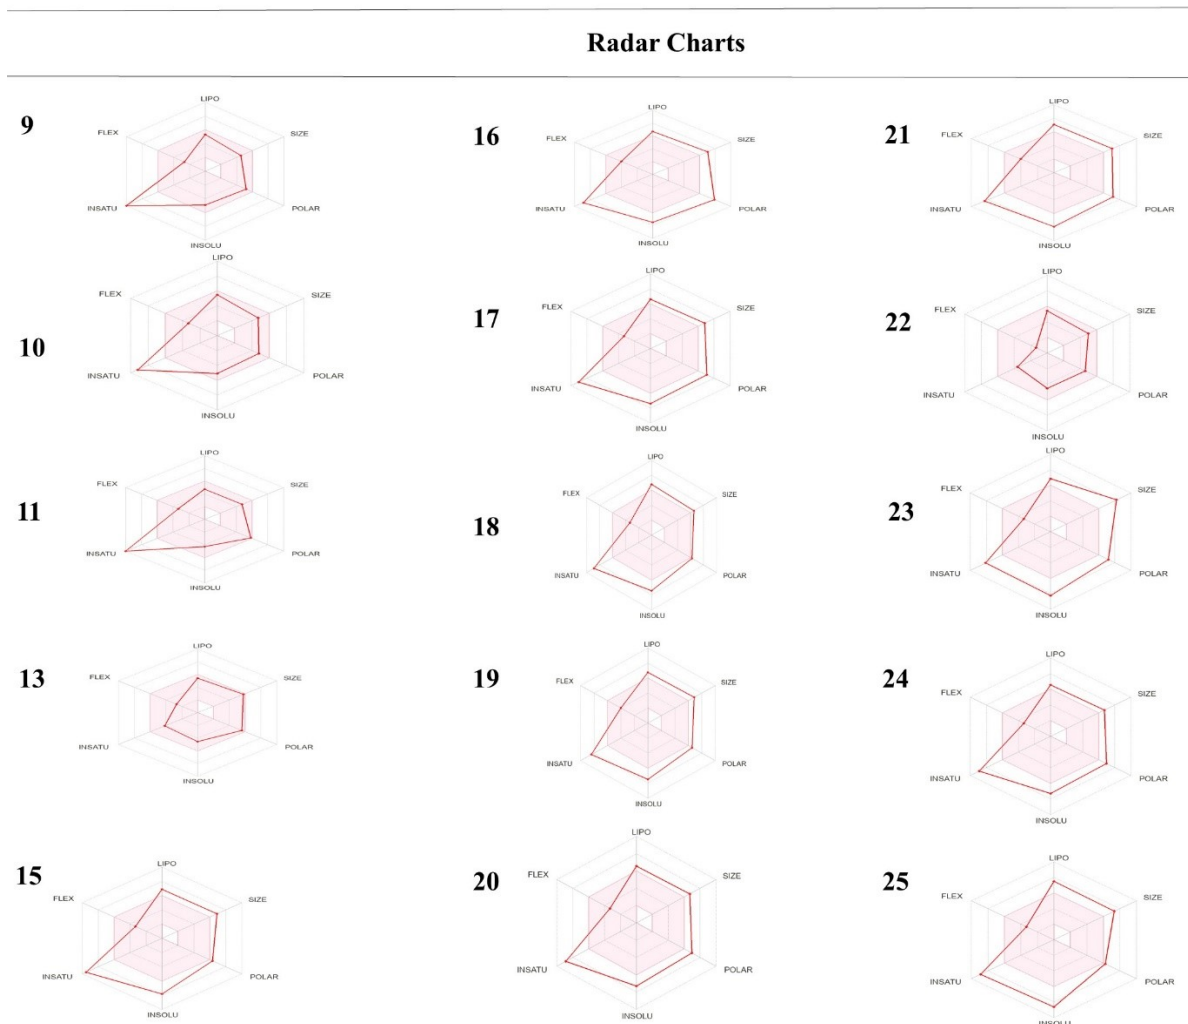 Radar Charts
9
LIPO
FLEX
SIZE
INSATU
POLAR
INSOLU
16
LIPO
FLEX
SIZE
INSATU
POLAR
INSOLU
21
LIPO
FLEX
SIZE
INSATU
POLAR
INSOLU
10
LIPO
FLEX
SIZE
INSATU
POLAR
INSOLU
17
LIPO
FLEX
SIZE
INSATU
POLAR
INSOLU
22
LIPO
FLEX
SIZE
INSATU
POLAR
INSOLU
11
LIPO
FLEX
SIZE
INSATU
POLAR
INSOLU
18
LIPO
FLEX
SIZE
INSATU
POLAR
INSOLU
23
LIPO
FLEX
SIZE
INSATU
POLAR
INSOLU
13
LIPO
FLEX
SIZE
INSATU
POLAR
INSOLU
19
LIPO
FLEX
SIZE
INSATU
POLAR
INSOLU
24
LIPO
FLEX
SIZE
INSATU
POLAR
INSOLU
15
LIPO
FLEX
SIZE
INSATU
POLAR
INSOLU
20
LIPO
FLEX
SIZE
INSATU
POLAR
INSOLU
25
LIPO
FLEX
SIZE
INSATU
POLAR
INSOLU